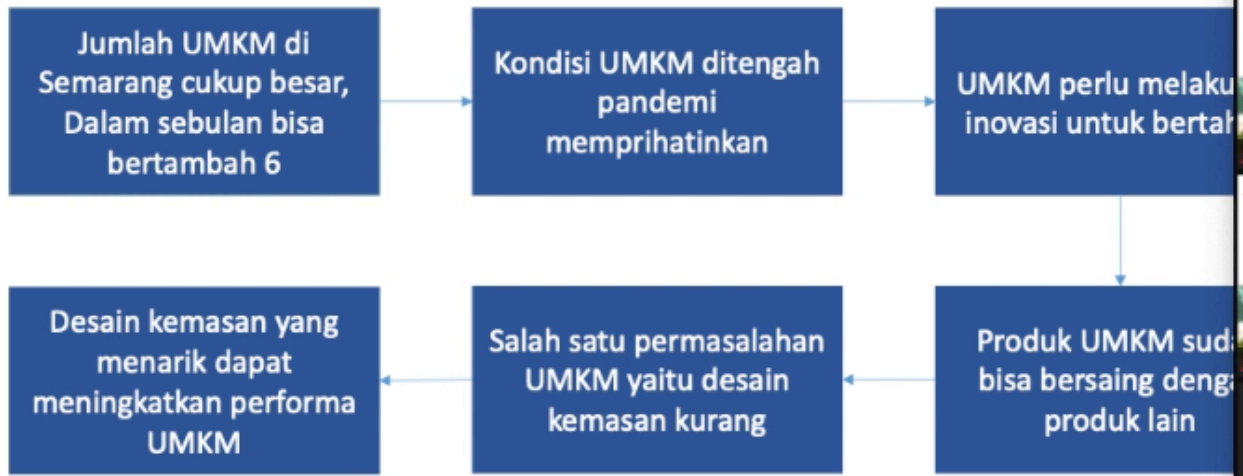 Jumlah UMKM di
Semarang cukup besar,
Dalam sebulan bisa
bertambah 6
Kondisi UMKM ditengah
pandemi
memprihatinkan
UMKM perlu
inovasi untuk
Produk UMKM
bisa bersaing
produk lain
Salah satu permasalahan
UMKM yaitu desain
kemasan kurang
Desain kemasan yang
menarik dapat
meningkatkan performa
UMKM